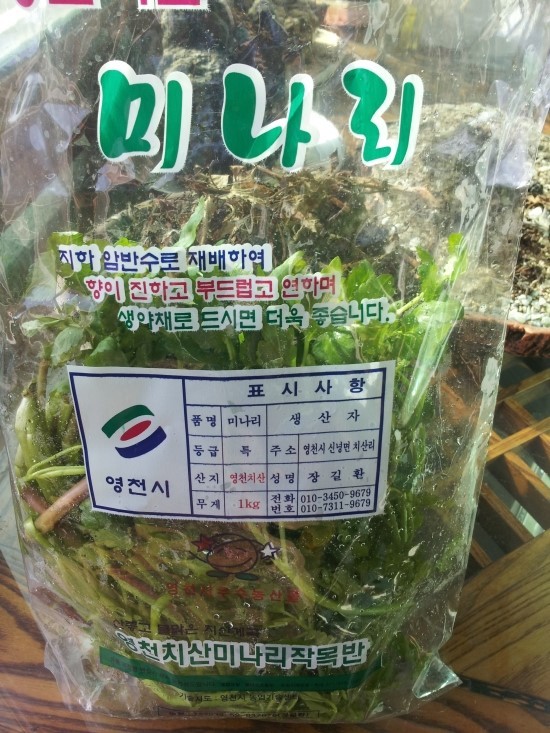 미나리
지하 암반수로 재배하여
향이 진하고 부드럽고 연하며
생약채로 드시면 더욱 좋습니다.
영천시
표시사항
품명 미나리 생산자
등급 특 주소 영천시 신녕면 치산리
산지 영천치산 성명 장길환
무게 1kg 전화번호 010-3450-9679
010-7311-9679
영천치산미나리작목반